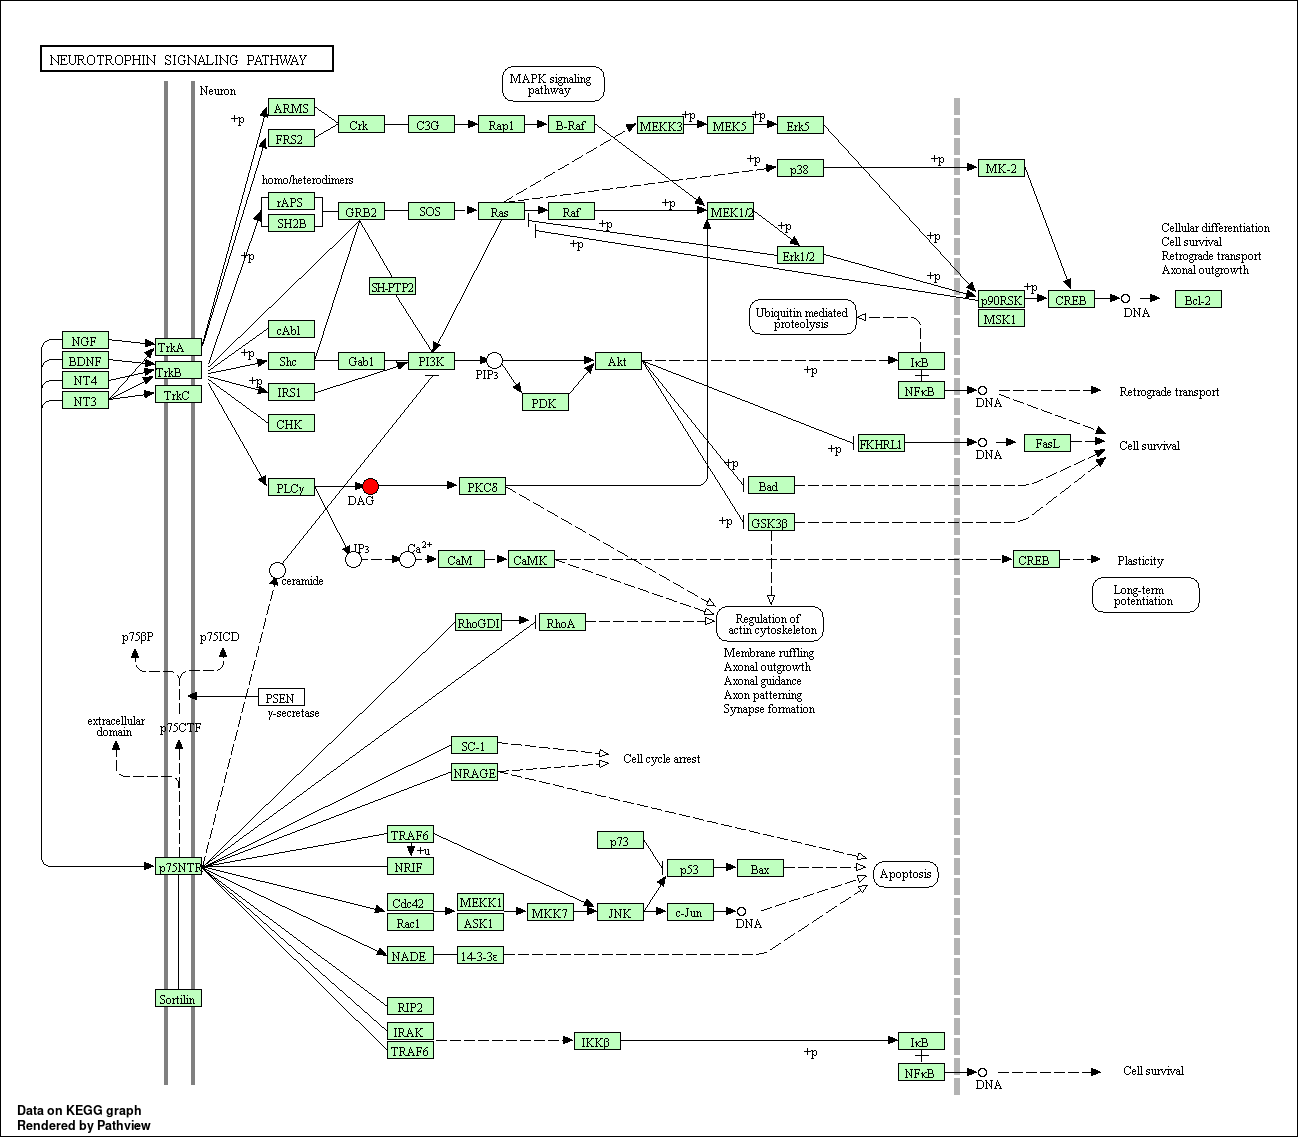 NEUROTROPHIN SIGNALING PATHWAY
Neuron
MAPK signaling
pathway
+p
ARMS
FRS2
Crk
C3G
Rap1
B-Raf
MEKK3
+p
MEK5
+p
Erk5
+p
p38
+p
MK-2
homo/heterodimers
rAPS
SH2B
GRB2
SOS
Ras
Raf
+p
MEK1/2
+p
+p
+p
Erk1/2
+p
+p
+p
Cellular differentiation
Cell survival
Retrograde transport
Axonal outgrowth
SH-PTP2
p90RSK
+p
CREB
DNA
Bcl-2
MSK1
Ubiquitin mediated
proteolysis
NGF
BDNF
NT4
NT3
TrkA
TrkB
TrkC
cAbl
+p
Shc
Gab1
PI3K
PIP3
Akt
+p
IκB
+p
IRS1
PDK
NFκB
DNA
Retrograde transport
CHK
+p
FKHRL1
DNA
FasL
Cell survival
+p
Bad
PLCγ
DAG
PKCδ
+p
GSK3β
IP3
Ca2+
CaM
CaMK
CREB
Plasticity
ceramide
Long-term
potentiation
RhoGDI
RhoA
Regulation of
actin cytoskeleton
p75βP
p75ICD
Membrane ruffling
Axonal outgrowth
Axonal guidance
Axon patterning
Synapse formation
PSEN
γ-secretase
extracellular
domain
p75CTF
SC-1
NRAGE
Cell cycle arrest
TRAF6
+u
NRIF
p73
p53
Bax
Apoptosis
p75NTR
Cdc42
Rac1
MEKK1
ASK1
MKK7
JNK
c-Jun
DNA
NADE
14-3-3ε
Sortilin
RIP2
IRAK
TRAF6
IKKβ
+p
IκB
NFκB
DNA
Cell survival
Data on KEGG graph
Rendered by Pathview